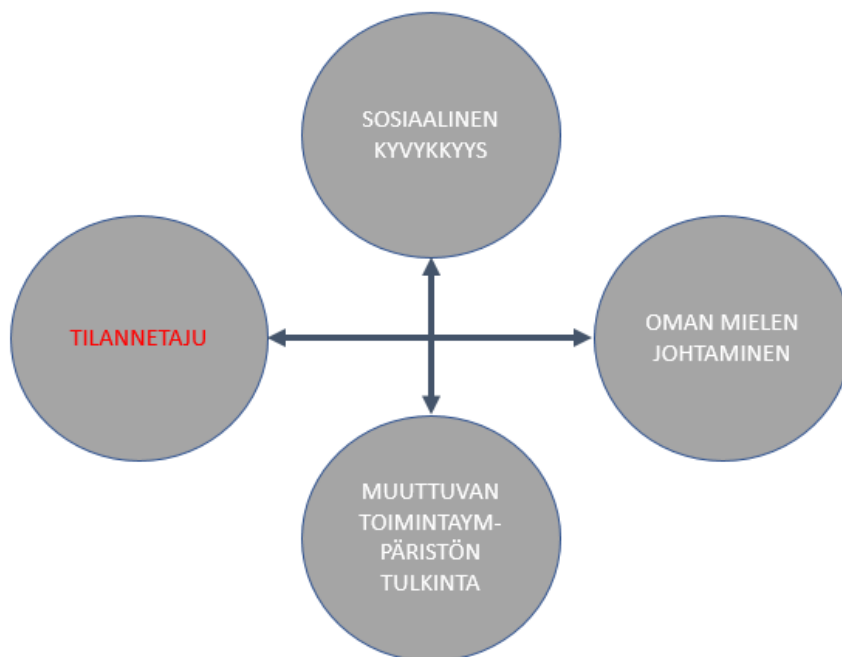 SOSIAALINEN
KYVYKKYYS
TILANNETAJU
OMAN MIELEN
JOHTAMINEN
MUUTTUVAN
TOIMINTAYM-
PÄRISTÖN
TULKINTA